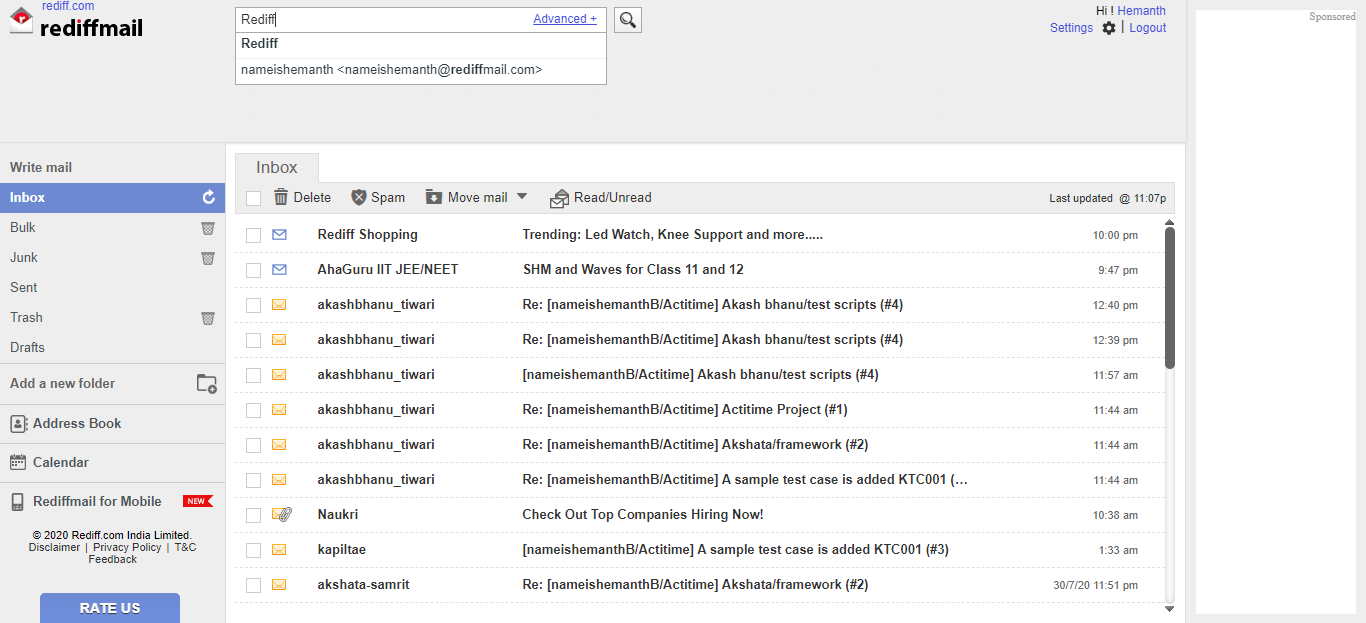 rediff.com
rediffmail
Rediff Advanced +
Rediff
nameishemanth <nameishemanth@rediffmail.com>
Hi ! Hemanth
Settings | Logout
Sponsored
Write mail
Inbox
Bulk
Junk
Sent
Trash
Drafts
Add a new folder
Address Book
Calendar
Rediffmail for Mobile NEW
© 2020 Rediff.com India Limited.
Disclaimer | Privacy Policy | T&C
Feedback
RATE US
Inbox
Delete Spam Move mail Read/Unread Last updated @ 11:07p
Rediff Shopping Trending: Led Watch, Knee Support and more..... 10:00 pm
AhaGuru IIT JEE/NEET SHM and Waves for Class 11 and 12 9:47 pm
akashbhanu_tiwari Re: [nameishemanthB/Actitime] Akash bhanu/test scripts (#4) 12:40 pm
akashbhanu_tiwari Re: [nameishemanthB/Actitime] Akash bhanu/test scripts (#4) 12:39 pm
akashbhanu_tiwari [nameishemanthB/Actitime] Akash bhanu/test scripts (#4) 11:57 am
akashbhanu_tiwari Re: [nameishemanthB/Actitime] Actitime Project (#1) 11:44 am
akashbhanu_tiwari Re: [nameishemanthB/Actitime] Akshata/framework (#2) 11:44 am
akashbhanu_tiwari Re: [nameishemanthB/Actitime] A sample test case is added KTC001 (... 11:44 am
Naukri Check Out Top Companies Hiring Now! 10:38 am
kapiltae [nameishemanthB/Actitime] A sample test case is added KTC001 (#3) 1:33 am
akshata-samrit Re: [nameishemanthB/Actitime] Akshata/framework (#2) 30/7/20 11:51 pm